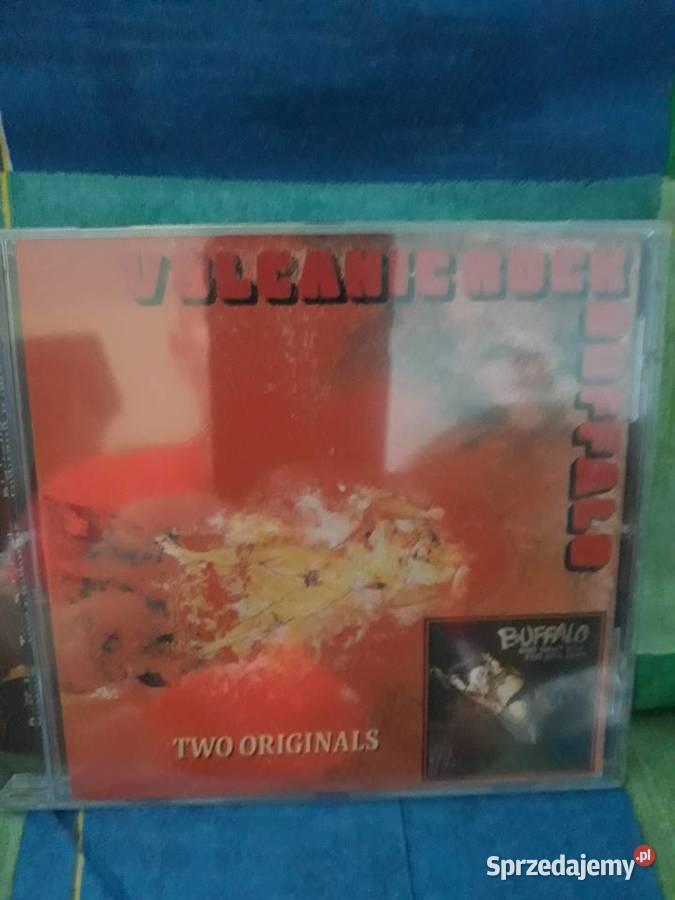 VOLCANIC ROCK
BUFFALO
BUFFALO
TWO ORIGINALS
Sprzedajemy.pl